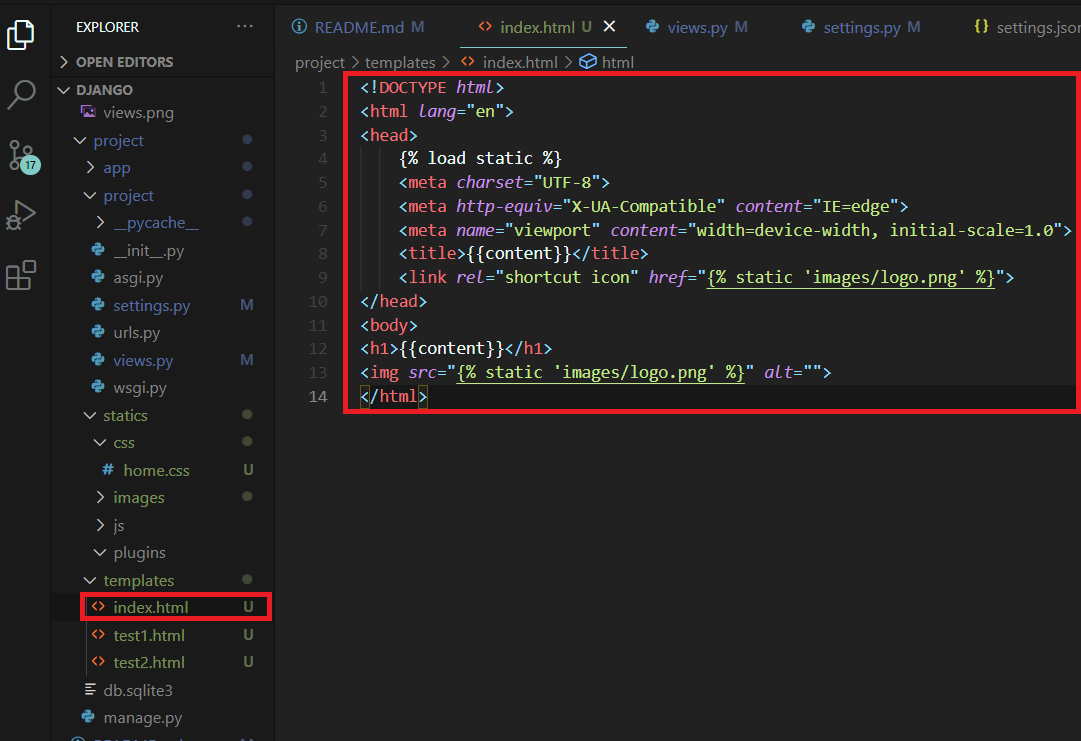 EXPLORER
OPEN EDITORS
DJANGO
views.png
project
app
project
__pycache__
__init__.py
asgi.py
settings.py M
urls.py
views.py M
wsgi.py
statics
css
# home.css U
images
js
plugins
templates
index.html U
test1.html U
test2.html U
db.sqlite3
manage.py
17
README.md M
index.html U
views.py M
settings.py M
{} settings.json
project > templates > index.html > html
1 <!DOCTYPE html>
2 <html lang="en">
3 <head>
4 {% load static %}
5 <meta charset="UTF-8">
6 <meta http-equiv="X-UA-Compatible" content="IE=edge">
7 <meta name="viewport" content="width=device-width, initial-scale=1.0">
8 <title>{{content}}</title>
9 <link rel="shortcut icon" href="{% static 'images/logo.png' %}">
10 </head>
11 <body>
12 <h1>{{content}}</h1>
13 <img src="{% static 'images/logo.png' %}" alt="">
14 </html>